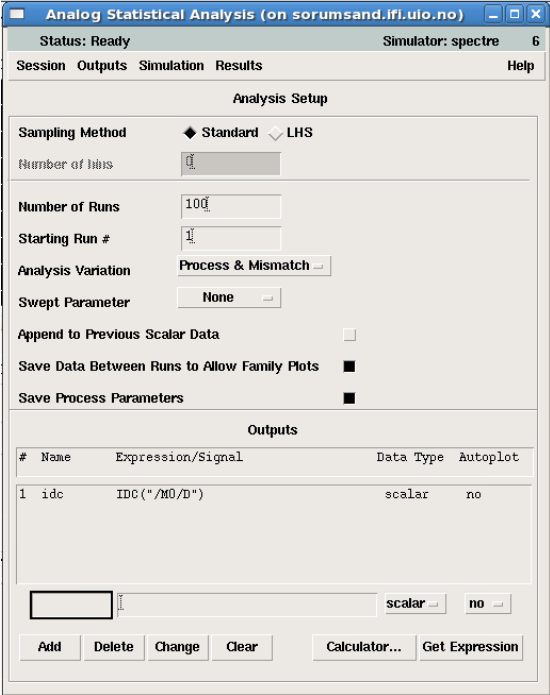 Analog Statistical Analysis (on sorumsand.ifi.uio.no)
Status: Ready Simulator: spectre 6
Session Outputs Simulation Results Help
Analysis Setup
Sampling Method Standard LHS
Number of bins 0
Number of Runs 100
Starting Run # 1
Analysis Variation Process & Mismatch
Swept Parameter None
Append to Previous Scalar Data
Save Data Between Runs to Allow Family Plots
Save Process Parameters
Outputs
# Name Expression/Signal Data Type Autoplot
1 idc IDC("/M0/D") scalar no
scalar no
Add Delete Change Clear Calculator... Get Expression